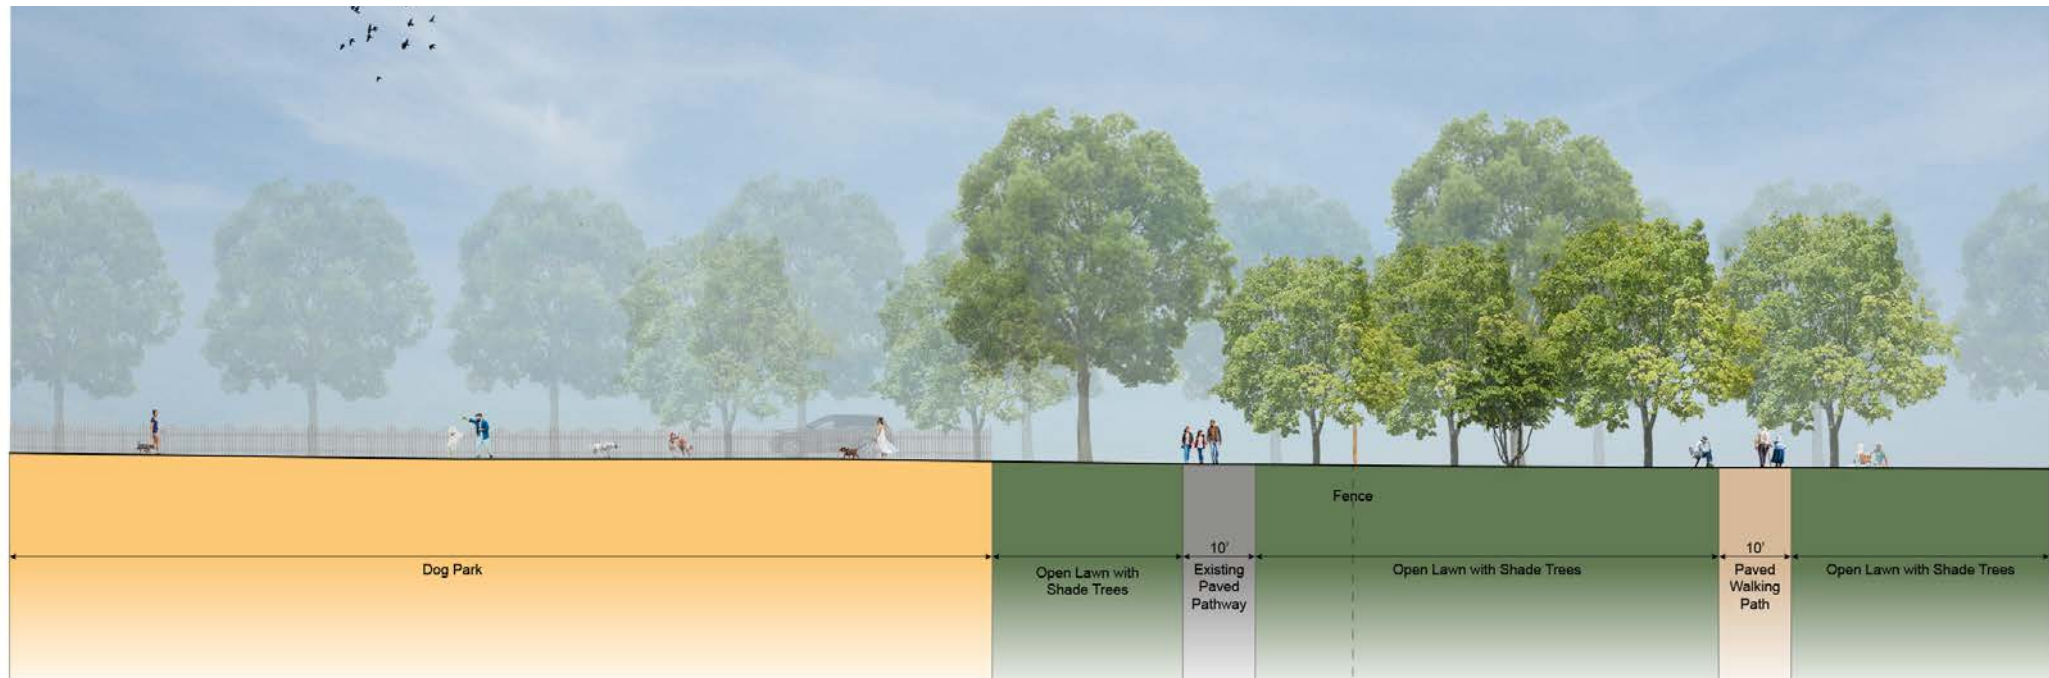 Fence
Dog Park
Open Lawn with
Shade Trees
10'
Existing
Paved
Pathway
Open Lawn with Shade Trees
10'
Paved
Walking
Path
Open Lawn with Shade Trees